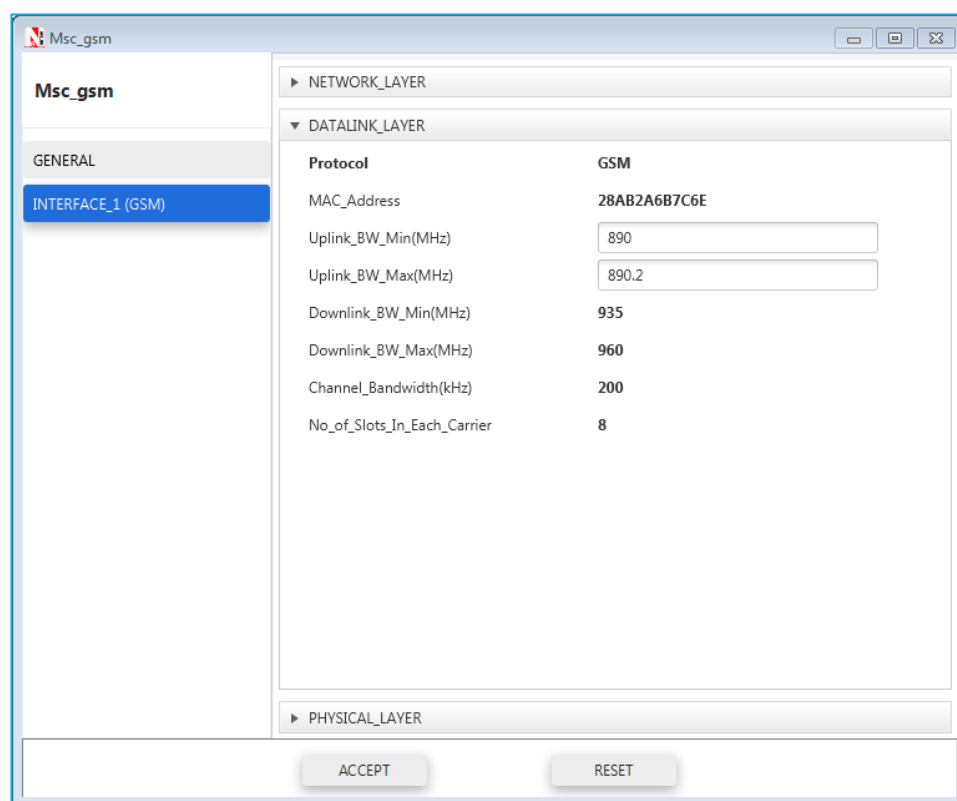 Msc_gsm
Msc_gsm
GENERAL
INTERFACE_1 (GSM)
NETWORK_LAYER
DATALINK_LAYER
Protocol GSM
MAC_Address 28AB2A6B7C6E
Uplink_BW_Min(MHz) 890
Uplink_BW_Max(MHz) 890.2
Downlink_BW_Min(MHz) 935
Downlink_BW_Max(MHz) 960
Channel_Bandwidth(kHz) 200
No_of_Slots_In_Each_Carrier 8
PHYSICAL_LAYER
ACCEPT RESET